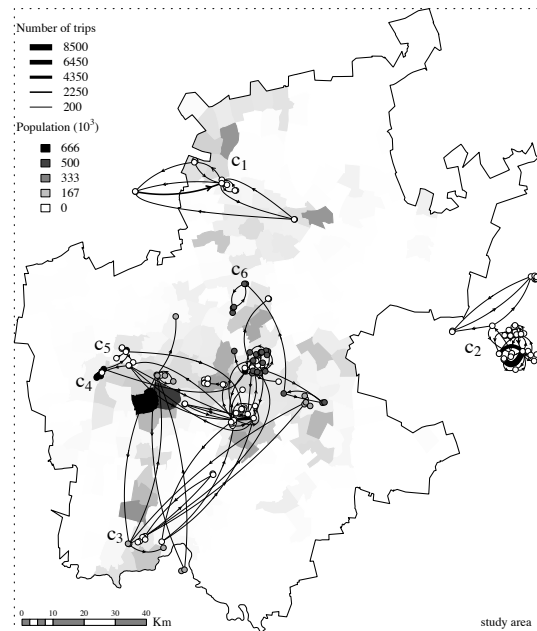 Number of trips
8500
6450
4350
2250
200
Population (10³)
666
500
333
167
0
c1
c6
c2
c5
c4
c3
0 10 20 30 40 Km
study area